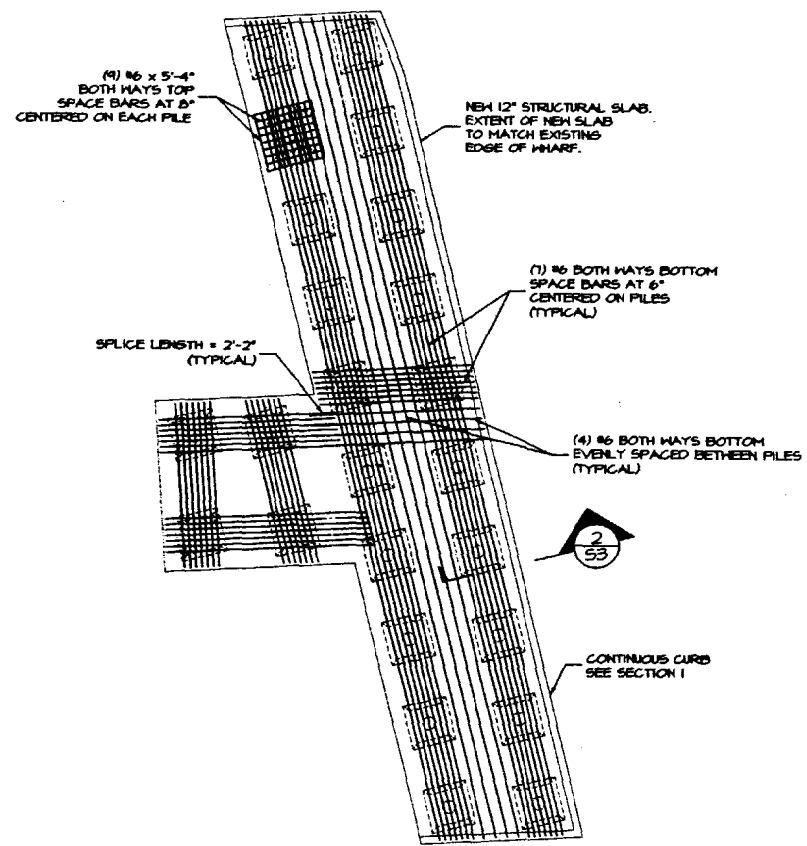 (9) #6 x 5'-4"
BOTH WAYS TOP
SPACE BARS AT 8"
CENTERED ON EACH PILE
NEW 12" STRUCTURAL SLAB.
EXTENT OF NEW SLAB
TO MATCH EXISTING
EDGE OF WHARF.
(7) #6 BOTH WAYS BOTTOM
SPACE BARS AT 6"
CENTERED ON PILES
(TYPICAL)
SPLICE LENGTH = 2'-2"
(TYPICAL)
(4) #6 BOTH WAYS BOTTOM
EVENLY SPACED BETWEEN PILES
(TYPICAL)
2
S3
CONTINUOUS CURB
SEE SECTION 1